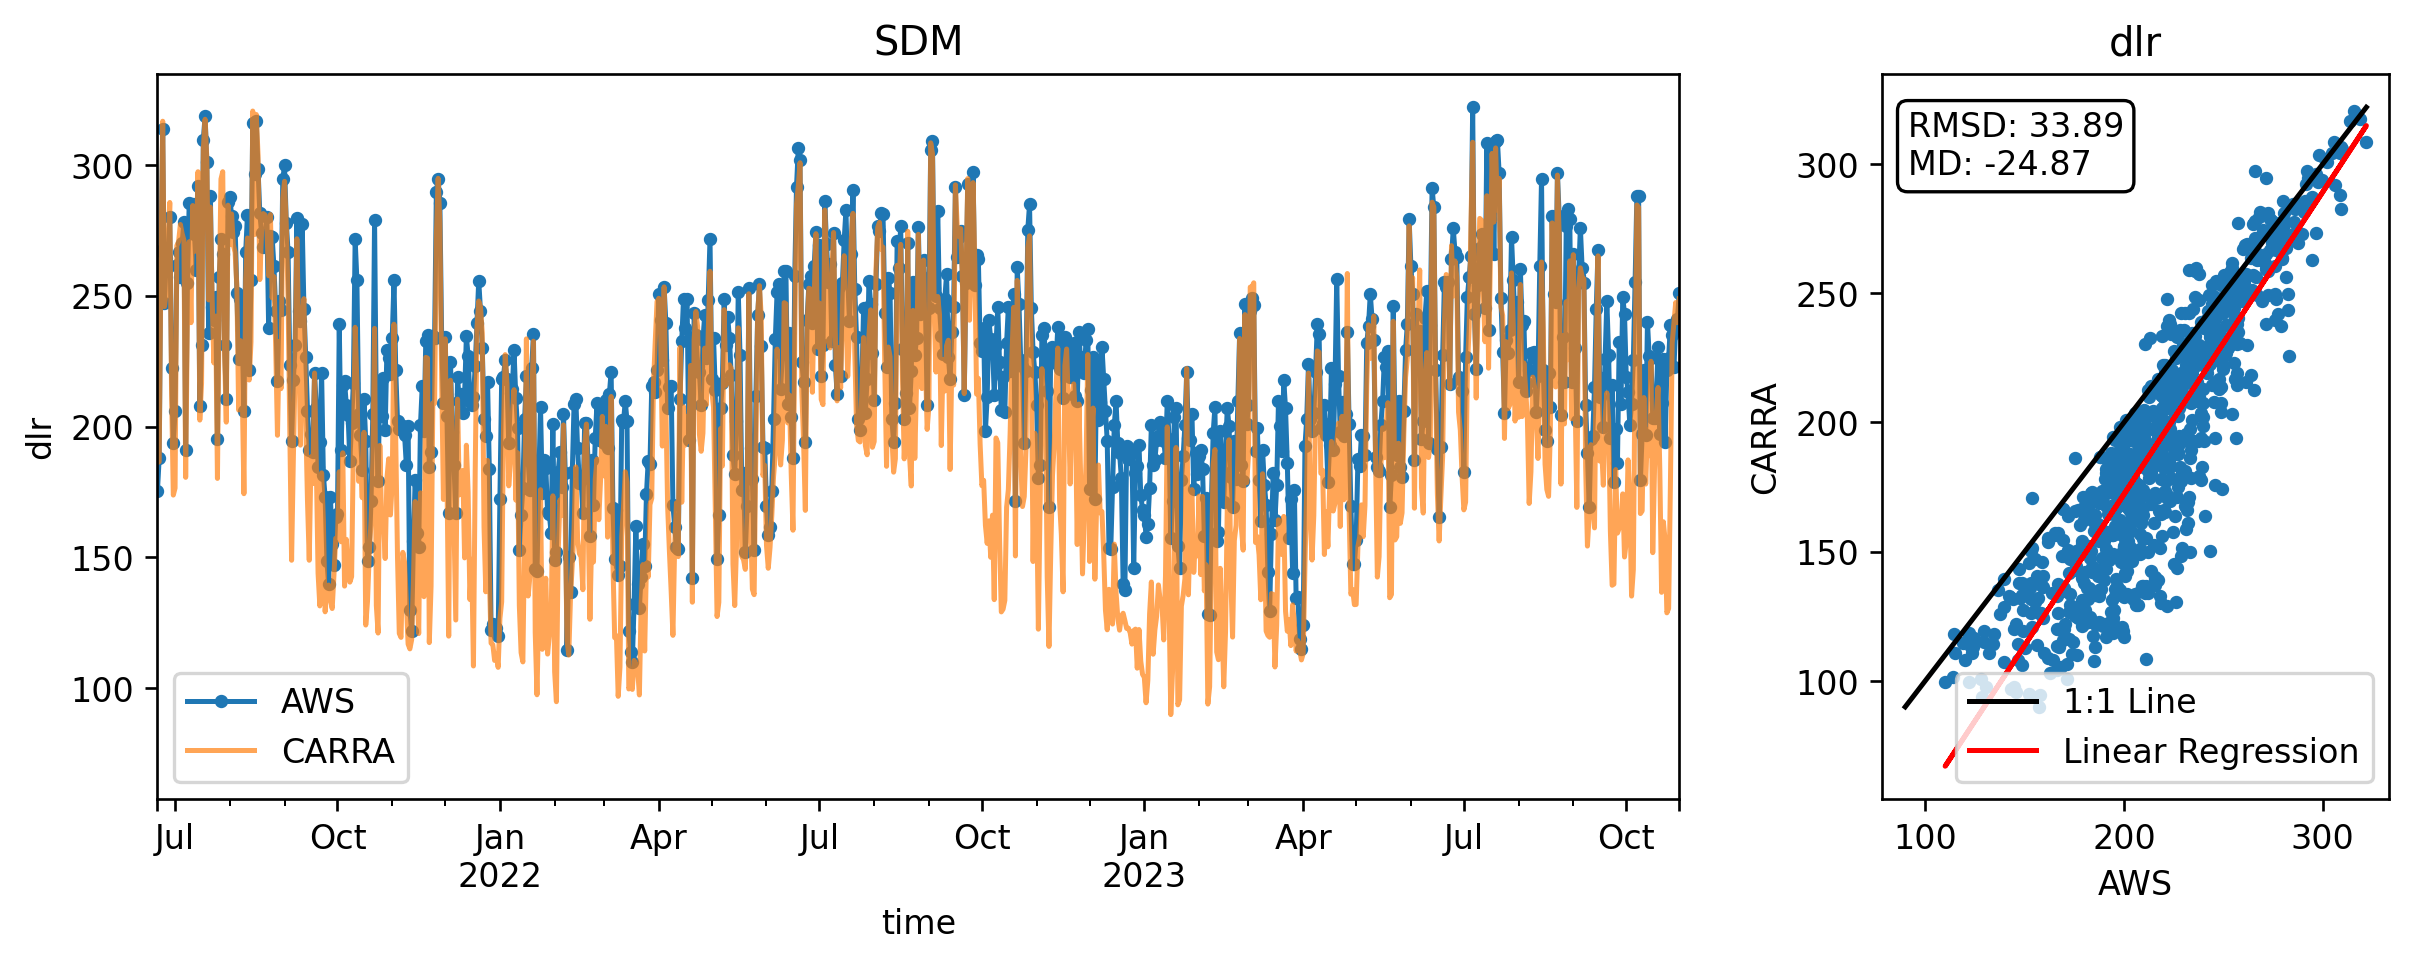 SDM
dlr
300
250
200
150
100
AWS
CARRA
Jul
Oct
Jan
2022
Apr
Jul
Oct
Jan
2023
Apr
Jul
Oct
time
dlr
RMSD: 33.89
MD: -24.87
CARRA
300
250
200
150
100
1:1 Line
Linear Regression
100
200
300
AWS